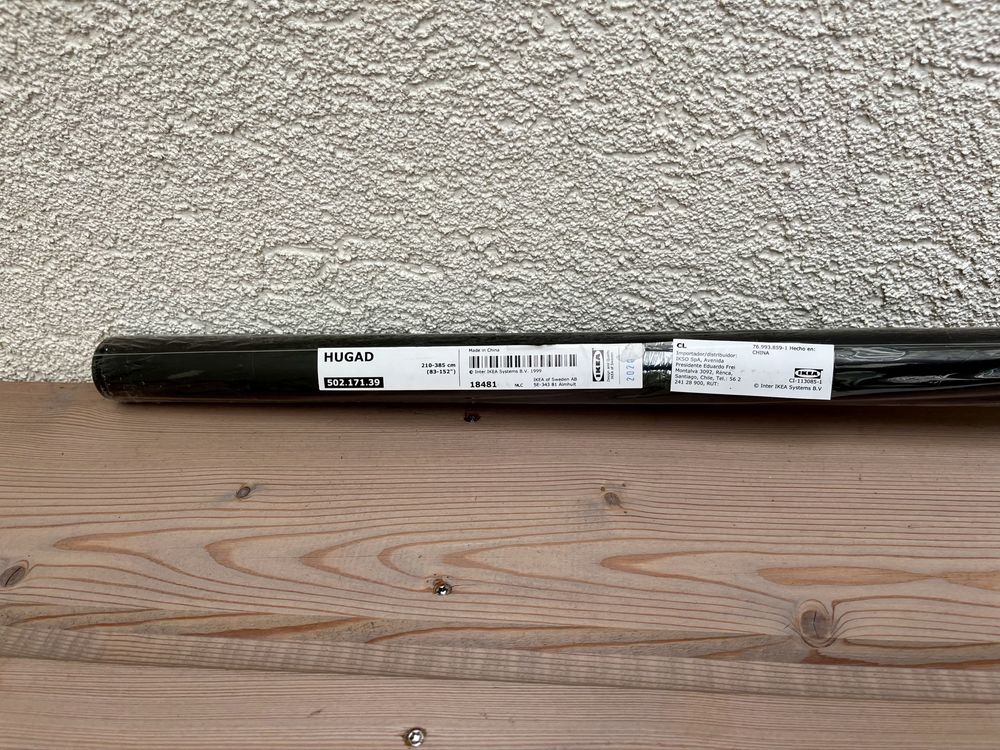 HUGAD
502.171.39
210-385 cm
(83-152")
Made in China
© Inter IKEA Systems B.V. 1999
18481
NLC
IKEA of Sweden AB
SE-343 81 Älmhult
IKEA
CL
Importador/distribuidor:
IKSO SpA, Avenida
Presidente Eduardo Frei
Montalva 3092, Renca,
Santiago, Chile, Tel.: 56 2
241 28 900, RUT:
76.993.859-1 Hecho en:
CHINA
IKEA
CI-113085-1
© Inter IKEA Systems B.V